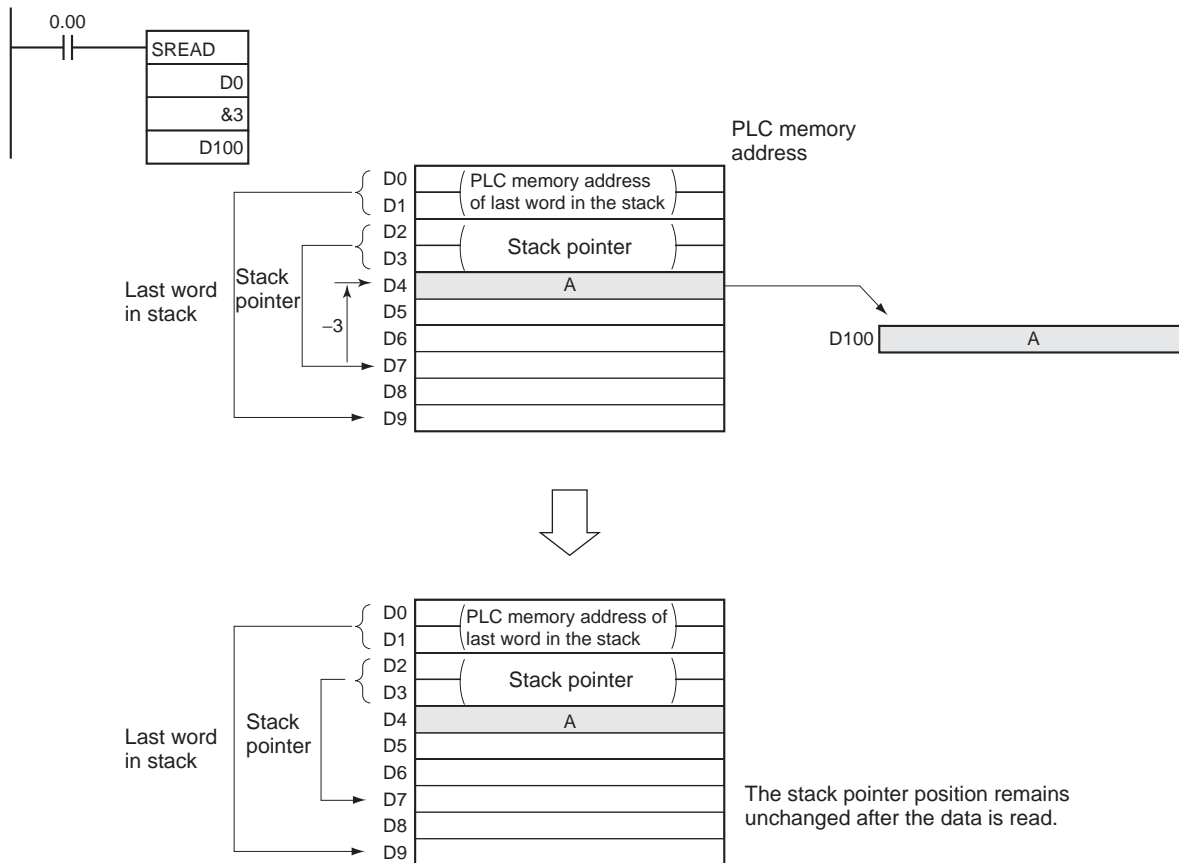 0.00
SREAD
D0
&3
D100
PLC memory
address
D0
D1
D2
D3
D4
D5
D6
D7
D8
D9
(PLC memory address
of last word in the stack)
(Stack pointer)
A
Last word
in stack
Stack
pointer
–3
D100
A
D0
D1
D2
D3
D4
D5
D6
D7
D8
D9
(PLC memory address of
last word in the stack)
(Stack pointer)
A
Last word
in stack
Stack
pointer
The stack pointer position remains
unchanged after the data is read.